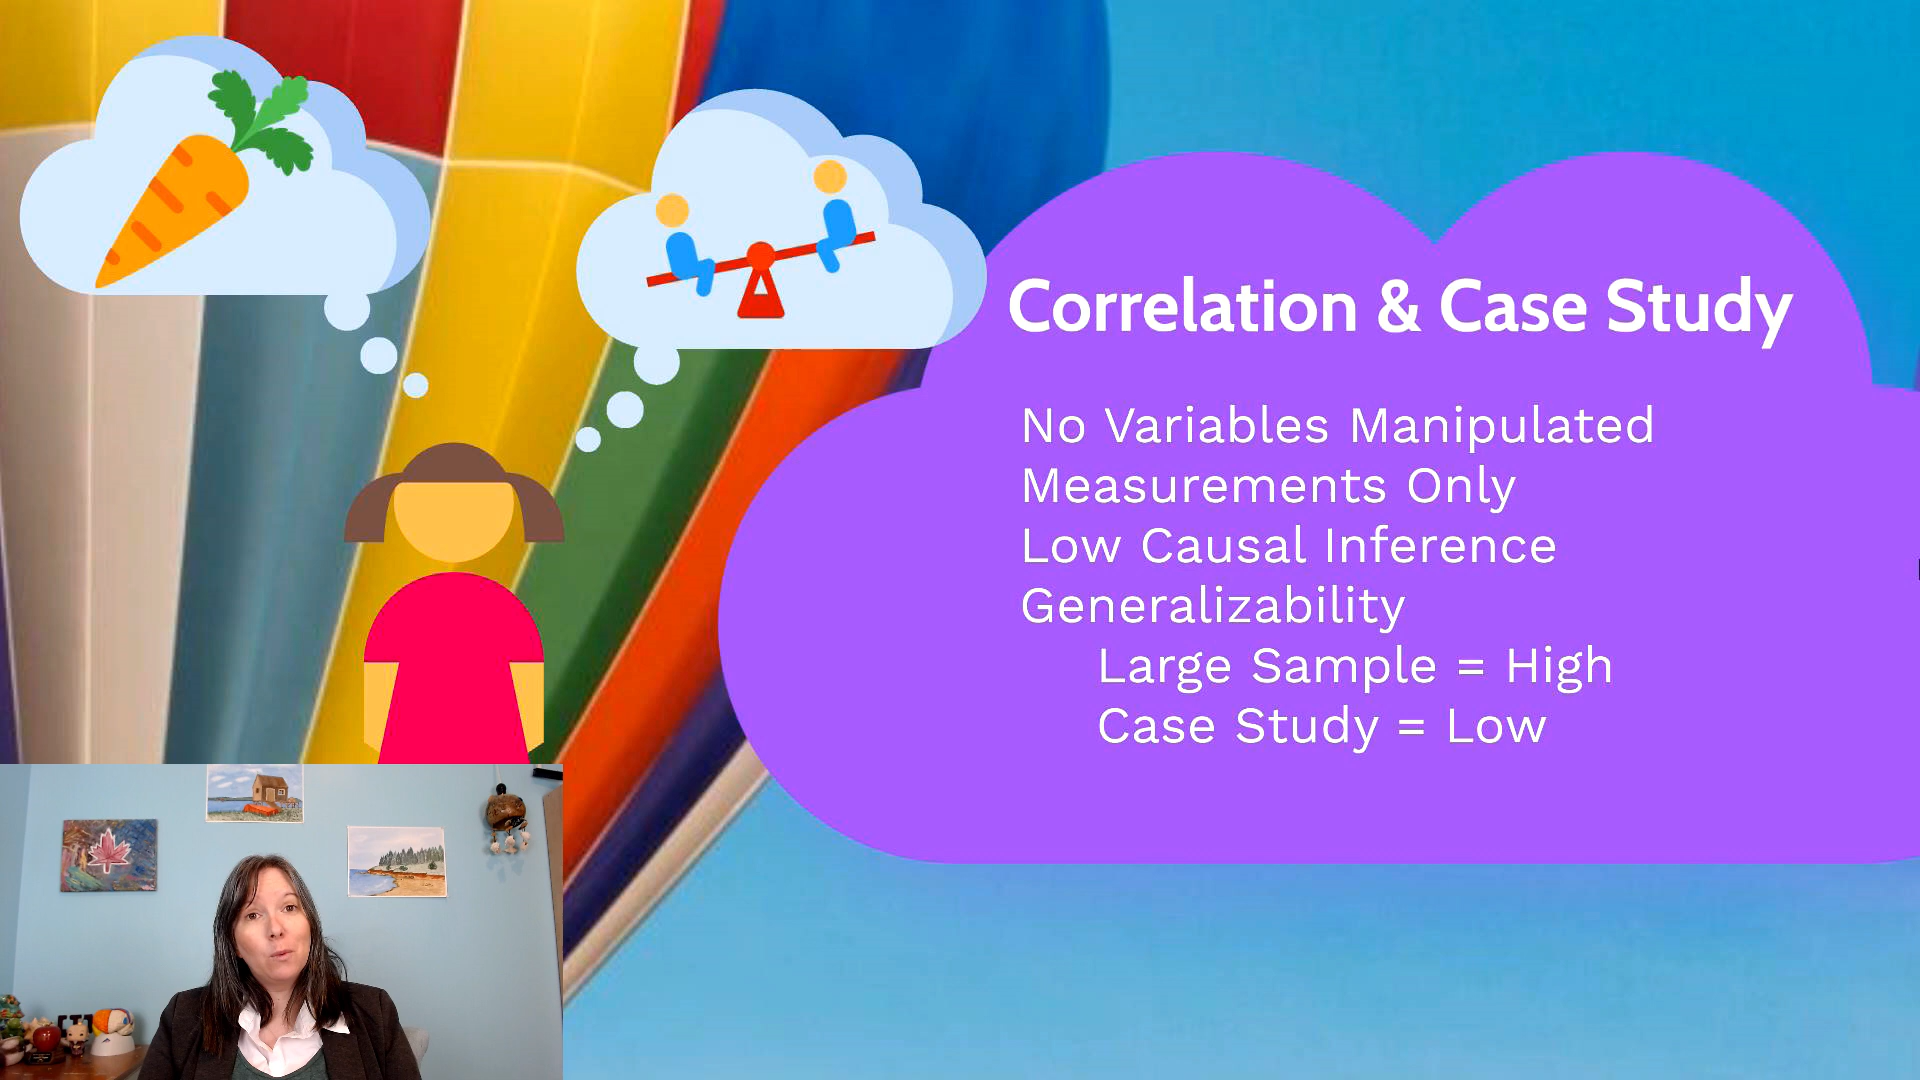 Correlation & Case Study
No Variables Manipulated
Measurements Only
Low Causal Inference
Generalizability
Large Sample = High
Case Study = Low